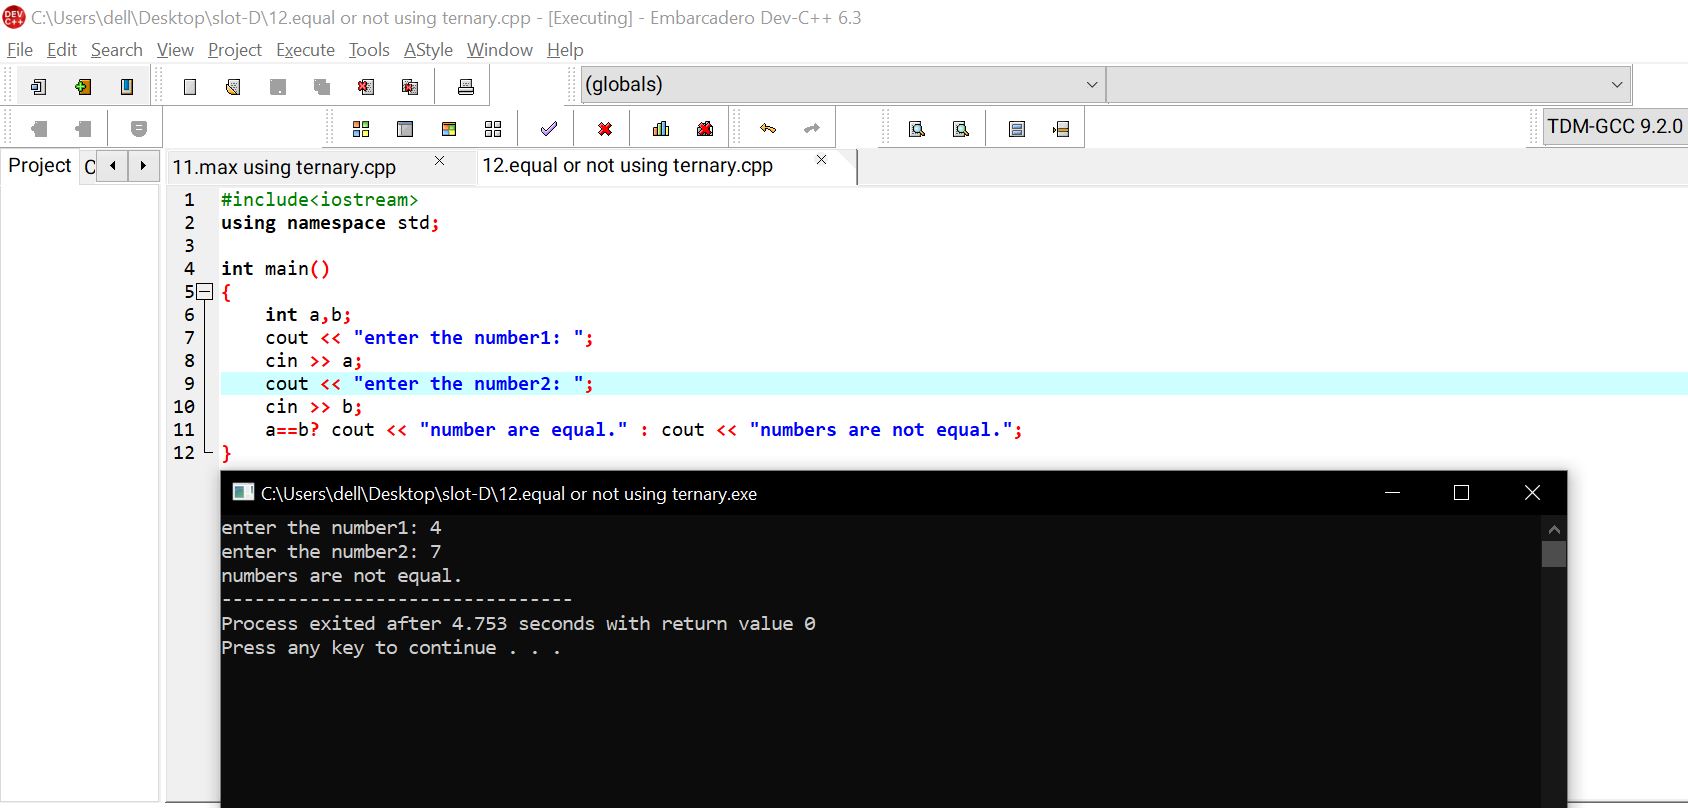 C:\Users\dell\Desktop\slot-D\12.equal or not using ternary.cpp - [Executing] - Embarcadero Dev-C++ 6.3
File Edit Search View Project Execute Tools AStyle Window Help
(globals)
TDM-GCC 9.2.0
Project C 11.max using ternary.cpp 12.equal or not using ternary.cpp
1 #include<iostream>
2 using namespace std;
3
4 int main()
5 {
6 int a,b;
7 cout << "enter the number1: ";
8 cin >> a;
9 cout << "enter the number2: ";
10 cin >> b;
11 a==b? cout << "number are equal." : cout << "numbers are not equal.";
12 }
C:\Users\dell\Desktop\slot-D\12.equal or not using ternary.exe
enter the number1: 4
enter the number2: 7
numbers are not equal.
--------------------------------
Process exited after 4.753 seconds with return value 0
Press any key to continue . . .